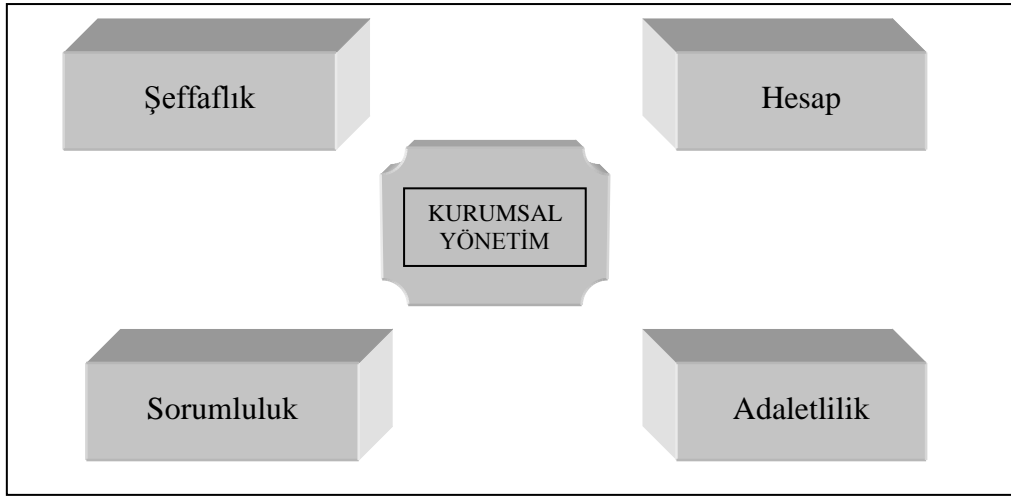 Şeffaflık
Hesap
KURUMSAL
YÖNETİM
Sorumluluk
Adaletlilik